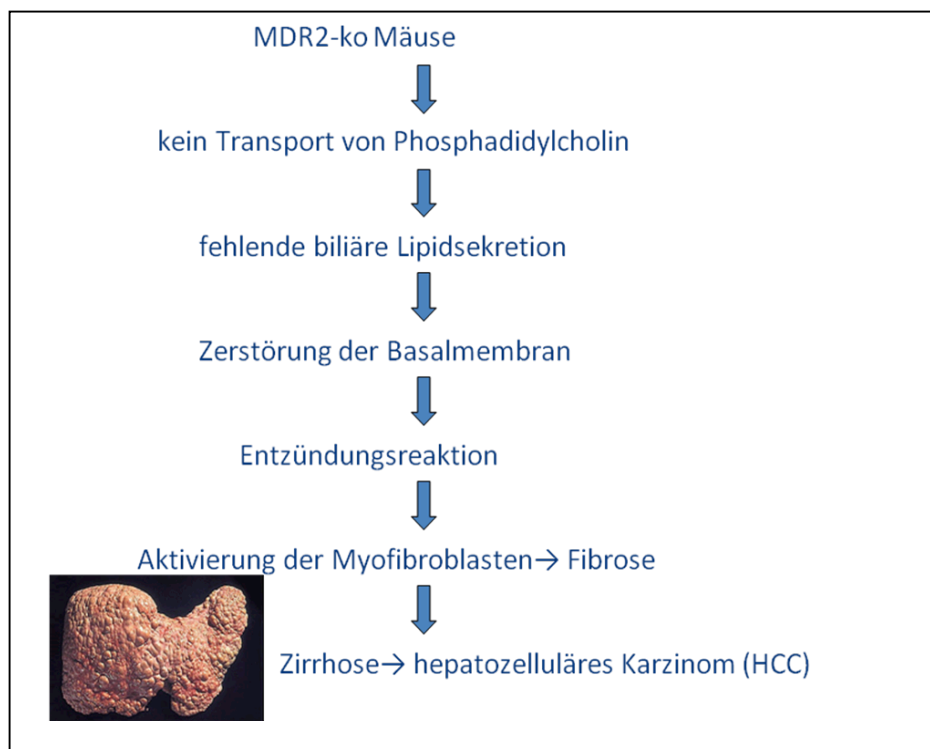 MDR2-ko Mäuse
kein Transport von Phosphadidylcholin
fehlende biliäre Lipidsekretion
Zerstörung der Basalmembran
Entzündungsreaktion
Aktivierung der Myofibroblasten→ Fibrose
Zirrhose→ hepatozelluläres Karzinom (HCC)